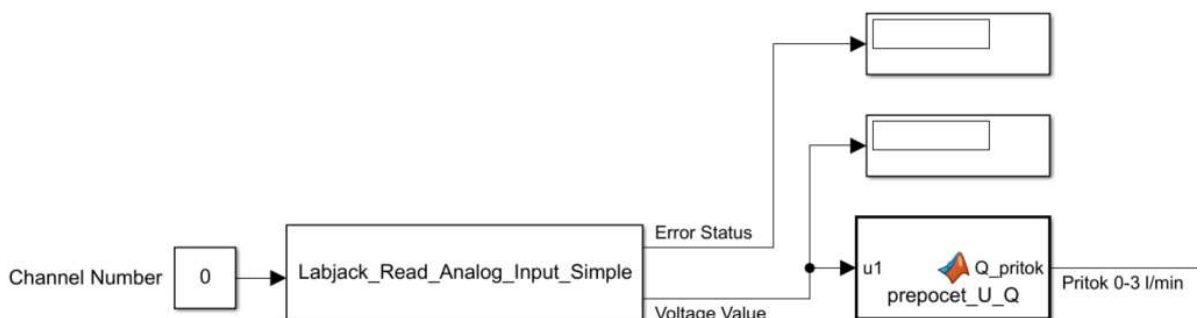 Error Status
Channel Number
0
Labjack_Read_Analog_Input_Simple
u1
Q_pritok
prepocet_U_Q
Pritok 0-3 l/min
Voltage Value